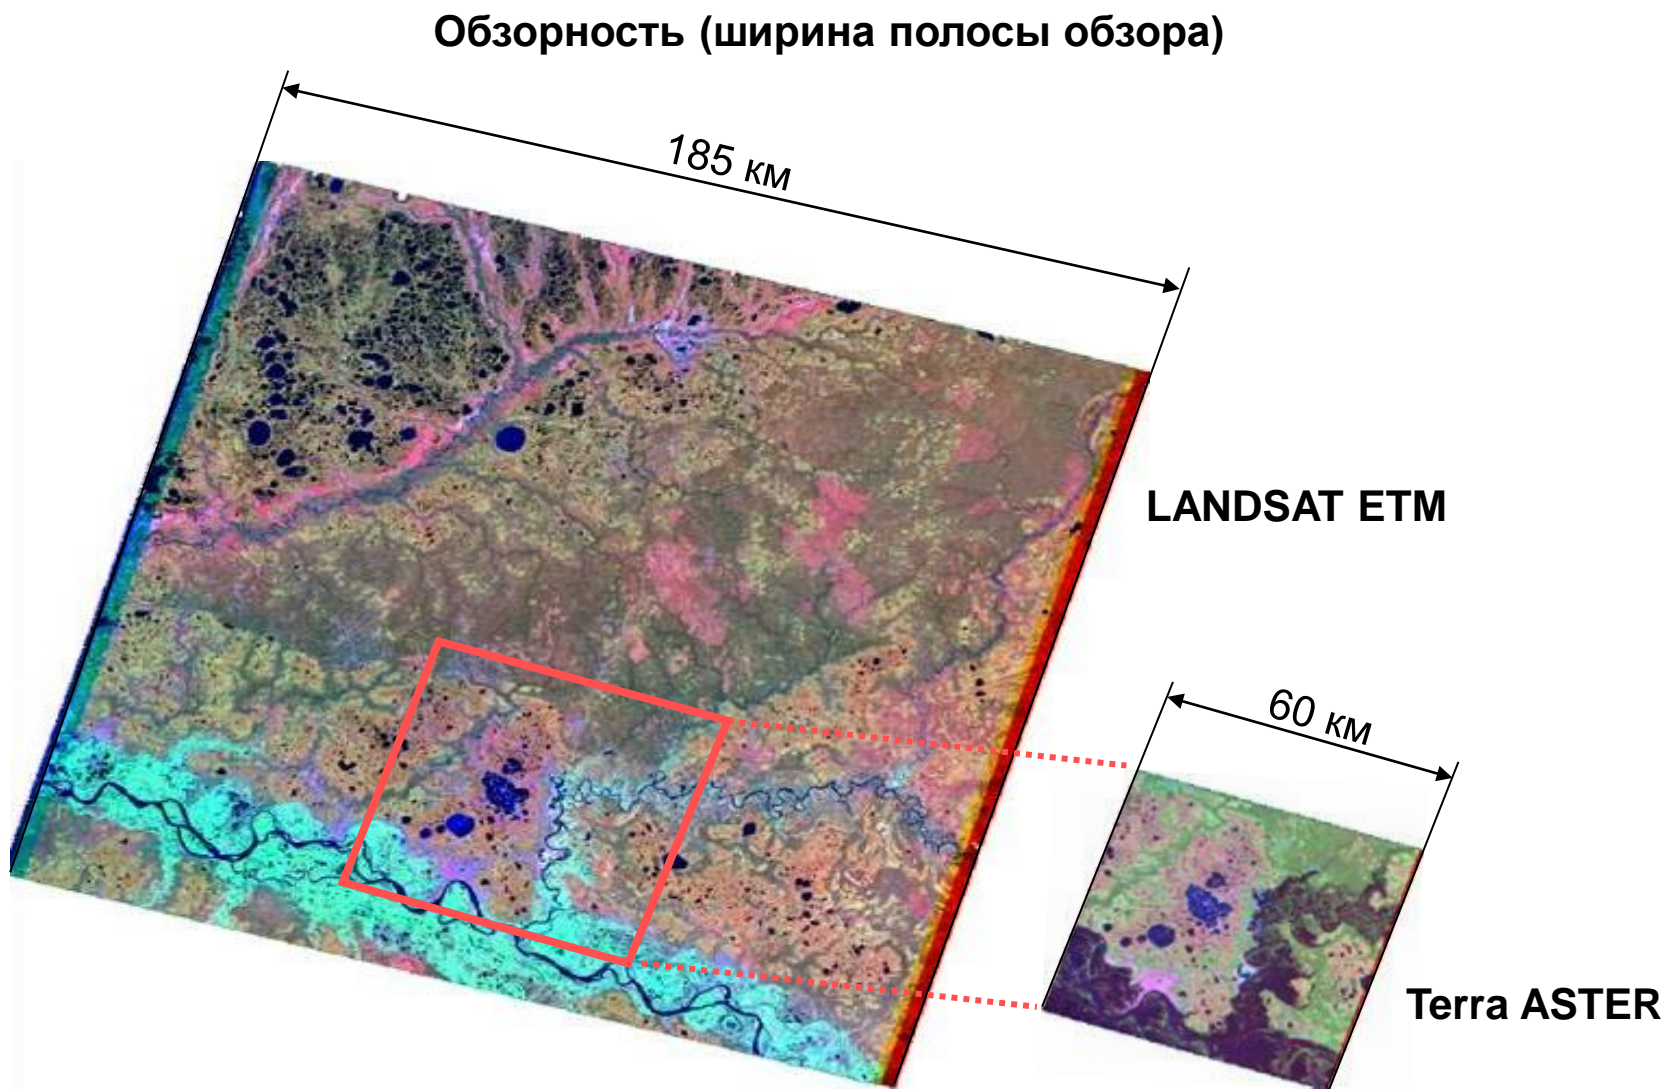 Обзорность (ширина полосы обзора)
185 км
LANDSAT ETM
60 км
Terra ASTER